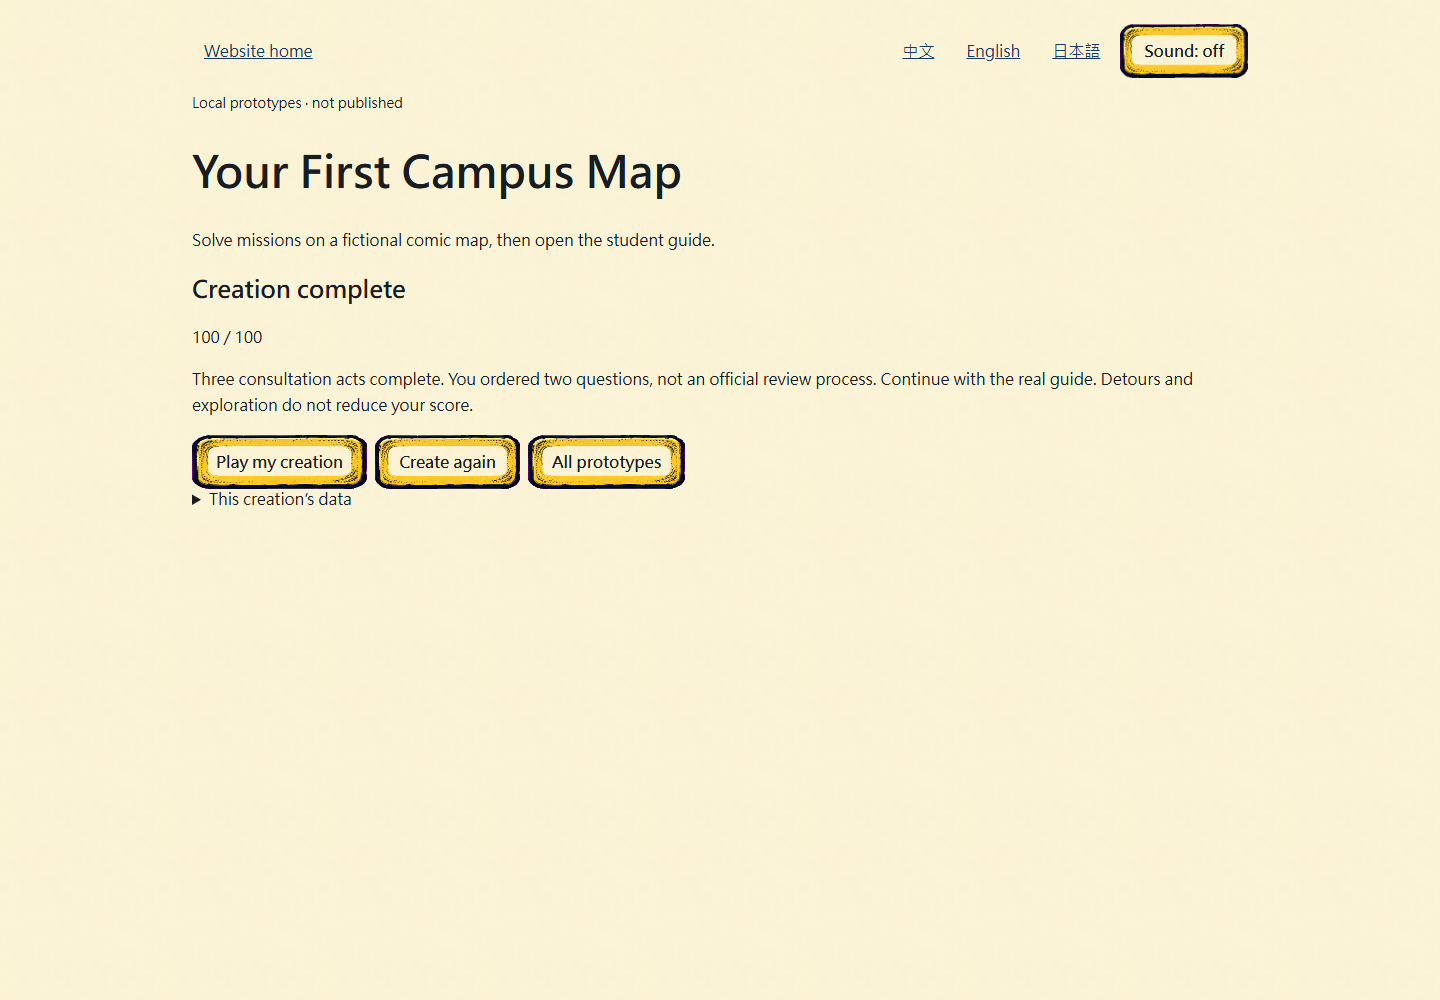 Website home
中文
English
日本語
Sound: off
Local prototypes · not published
Your First Campus Map
Solve missions on a fictional comic map, then open the student guide.
Creation complete
100 / 100
Three consultation acts complete. You ordered two questions, not an official review process. Continue with the real guide. Detours and
exploration do not reduce your score.
Play my creation
Create again
All prototypes
This creation’s data